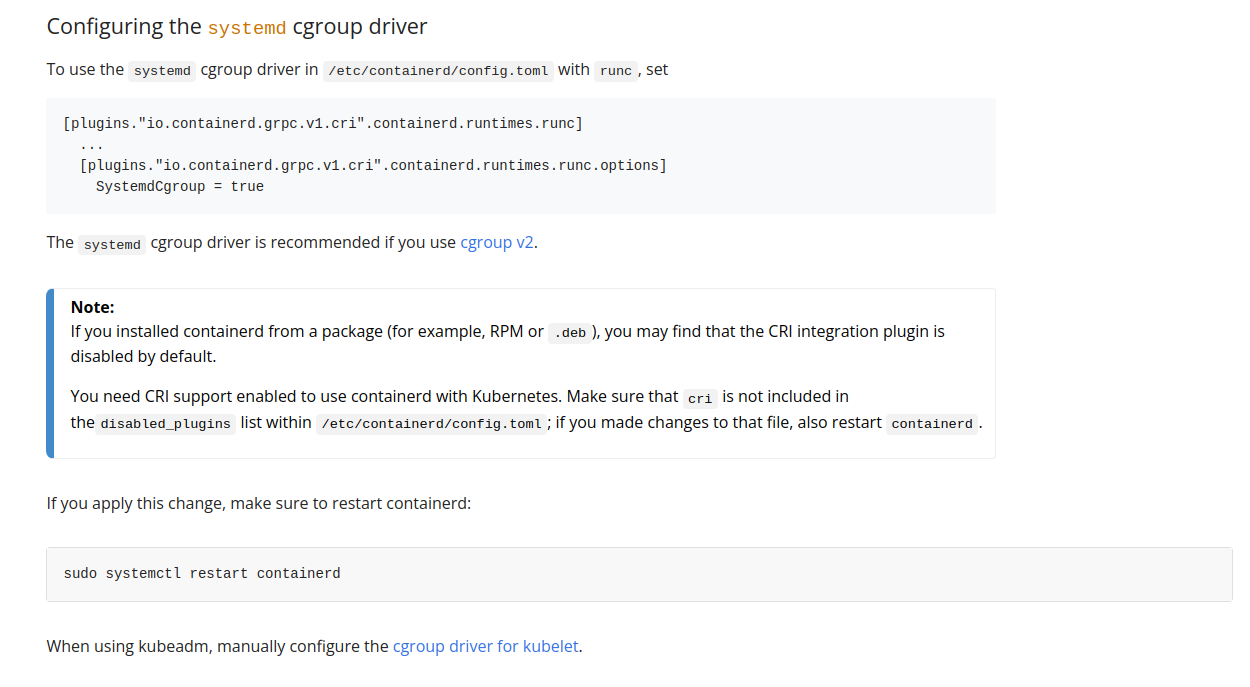 Configuring the systemd cgroup driver
To use the systemd cgroup driver in /etc/containerd/config.toml with runc , set
[plugins."io.containerd.grpc.v1.cri".containerd.runtimes.runc]
  ...
  [plugins."io.containerd.grpc.v1.cri".containerd.runtimes.runc.options]
    SystemdCgroup = true
The systemd cgroup driver is recommended if you use cgroup v2.
Note:
If you installed containerd from a package (for example, RPM or .deb ), you may find that the CRI integration plugin is
disabled by default.
You need CRI support enabled to use containerd with Kubernetes. Make sure that cri is not included in
the disabled_plugins list within /etc/containerd/config.toml ; if you made changes to that file, also restart containerd .
If you apply this change, make sure to restart containerd:
sudo systemctl restart containerd
When using kubeadm, manually configure the cgroup driver for kubelet.